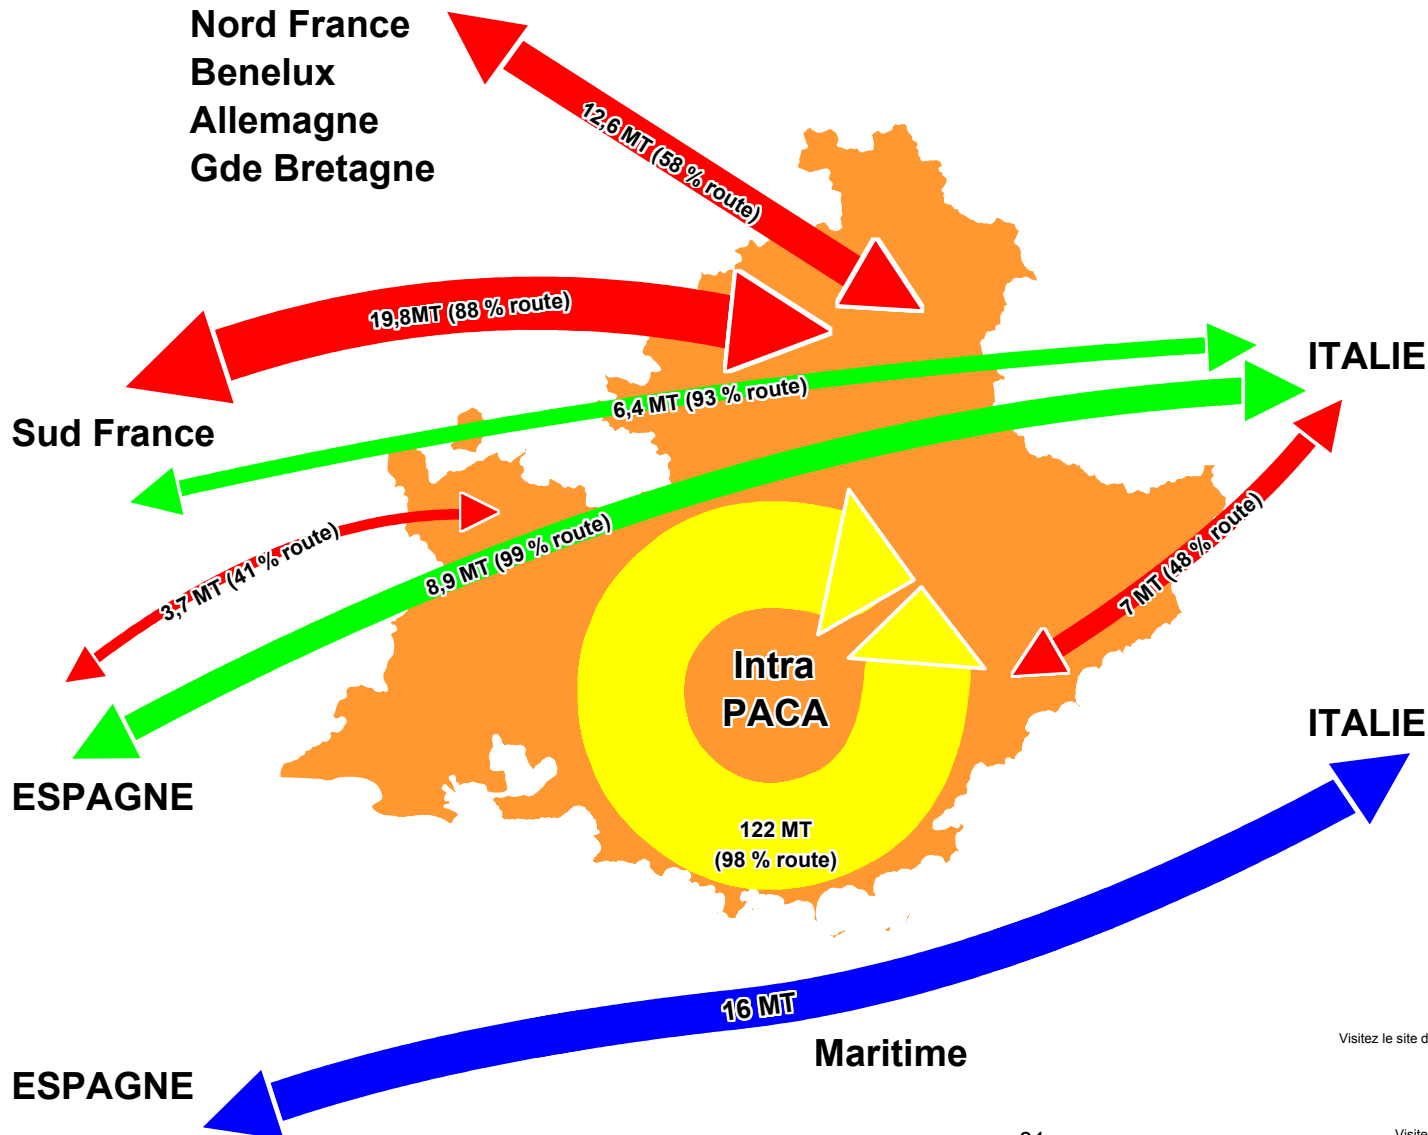 Nord France
Benelux
Allemagne
Gde Bretagne
12,6 MT (58 % route)
19,8MT (88 % route)
ITALIE
6,4 MT (93 % route)
Sud France
3,7 MT (41 % route)
8,9 MT (99 % route)
7 MT (48 % route)
Intra
PACA
ITALIE
ESPAGNE
122 MT
(98 % route)
16 MT
Maritime
Visitez le site d
ESPAGNE
Visite